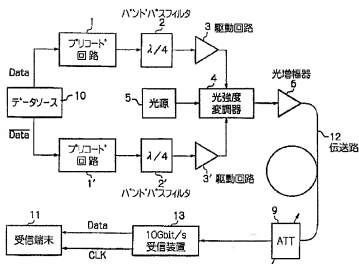 バンドパスフィルタ
1
2
3 駆動回路
プリコード
回路
λ/4
4
光増幅器
6
Data
データソース
10
5
光源
光強度
変調器
12
伝送路
Data
プリコード
回路
λ/4
1'
2'
3' 駆動回路
バンドパスフィルタ
11
13
9
受信端末
Data
CLK
10Gbit/s
受信装置
ATT